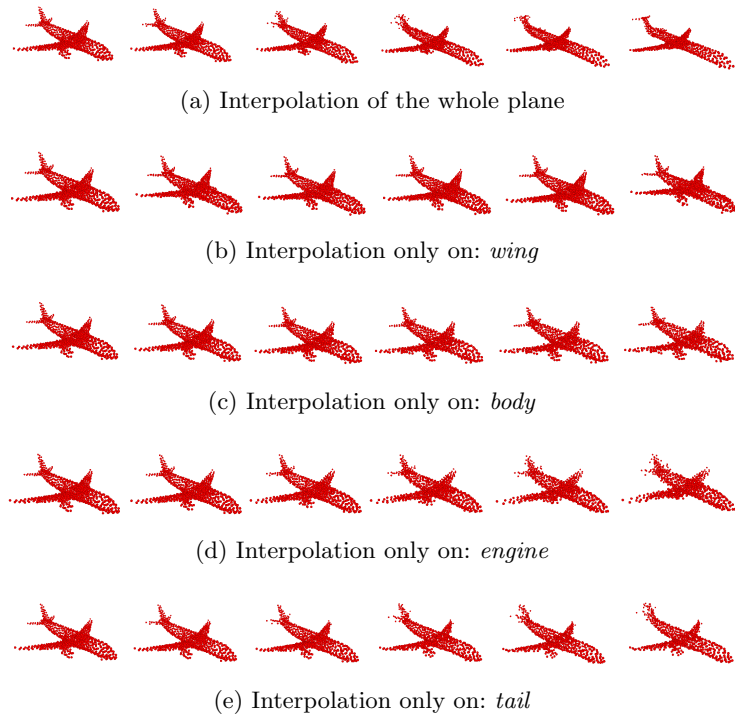 (a) Interpolation of the whole plane
(b) Interpolation only on: wing
(c) Interpolation only on: body
(d) Interpolation only on: engine
(e) Interpolation only on: tail